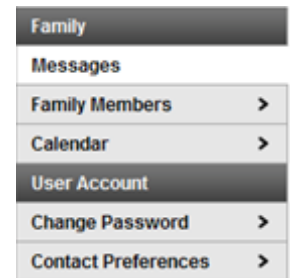 Family
Messages
Family Members >
Calendar >
User Account
Change Password >
Contact Preferences >